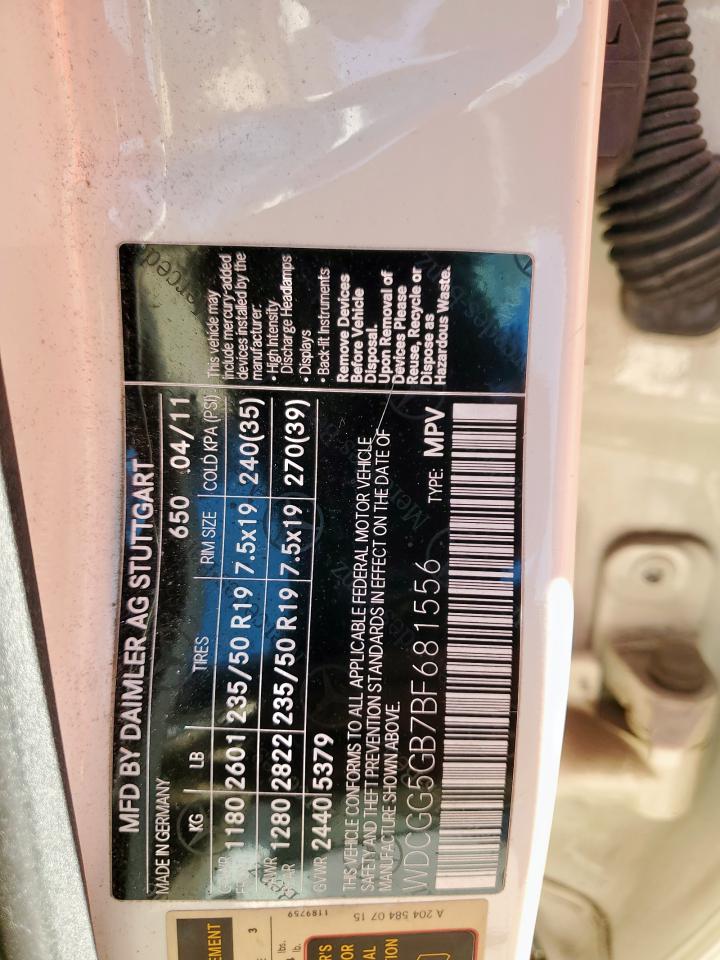 MFD BY DAIMLER AG STUTTGART
MADE IN GERMANY 650 04/11
KG LB TIRES RIM SIZE COLD KPA (PSI)
1180 2601 235/50 R19 7.5x19 240(35)
1280 2822 235/50 R19 7.5x19 270(39)
GVWR 2440 5379
THIS VEHICLE CONFORMS TO ALL APPLICABLE FEDERAL MOTOR VEHICLE
SAFETY AND THEFT PREVENTION STANDARDS IN EFFECT ON THE DATE OF
MANUFACTURE SHOWN ABOVE.
WDCGG5GB7BF681556 TYPE: MPV
This vehicle may
include mercury-added
devices installed by the
manufacturer:
• High Intensity
Discharge Headlamps
• Displays
• Back-lit Instruments
Remove Devices
Before Vehicle
Disposal.
Upon Removal of
Devices Please
Reuse, Recycle or
Dispose as
Hazardous Waste.
A 204 584 07 15
1189759
3
lbs.
lb.